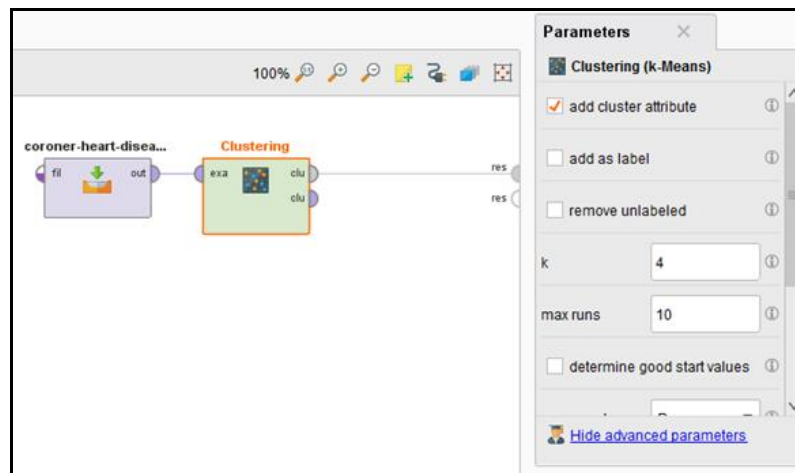 Parameters
Clustering (k-Means)
100%
add cluster attribute
add as label
remove unlabeled
k 4
max runs 10
determine good start values
Hide advanced parameters
coroner-heart-disea...
fil out
Clustering
exa clu
clu
res
res